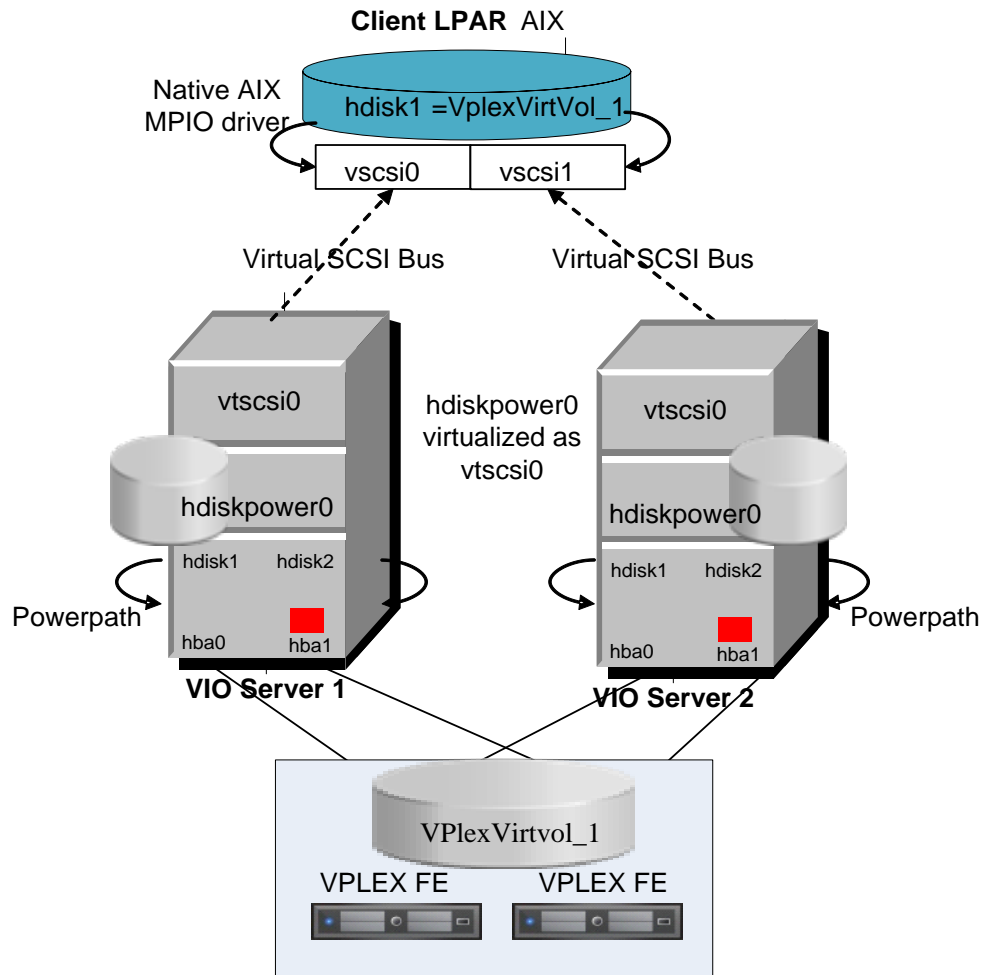 Client LPAR AIX
Native AIX
MPIO driver
hdisk1 =VplexVirtVol_1
vscsi0
vscsi1
Virtual SCSI Bus
Virtual SCSI Bus
vtscsi0
hdiskpower0
hdisk1
hdisk2
Powerpath
hba0
hba1
VIO Server 1
hdiskpower0
virtualized as
vtscsi0
vtscsi0
hdiskpower0
hdisk1
hdisk2
Powerpath
hba0
hba1
VIO Server 2
VPlexVirtvol_1
VPLEX FE
VPLEX FE